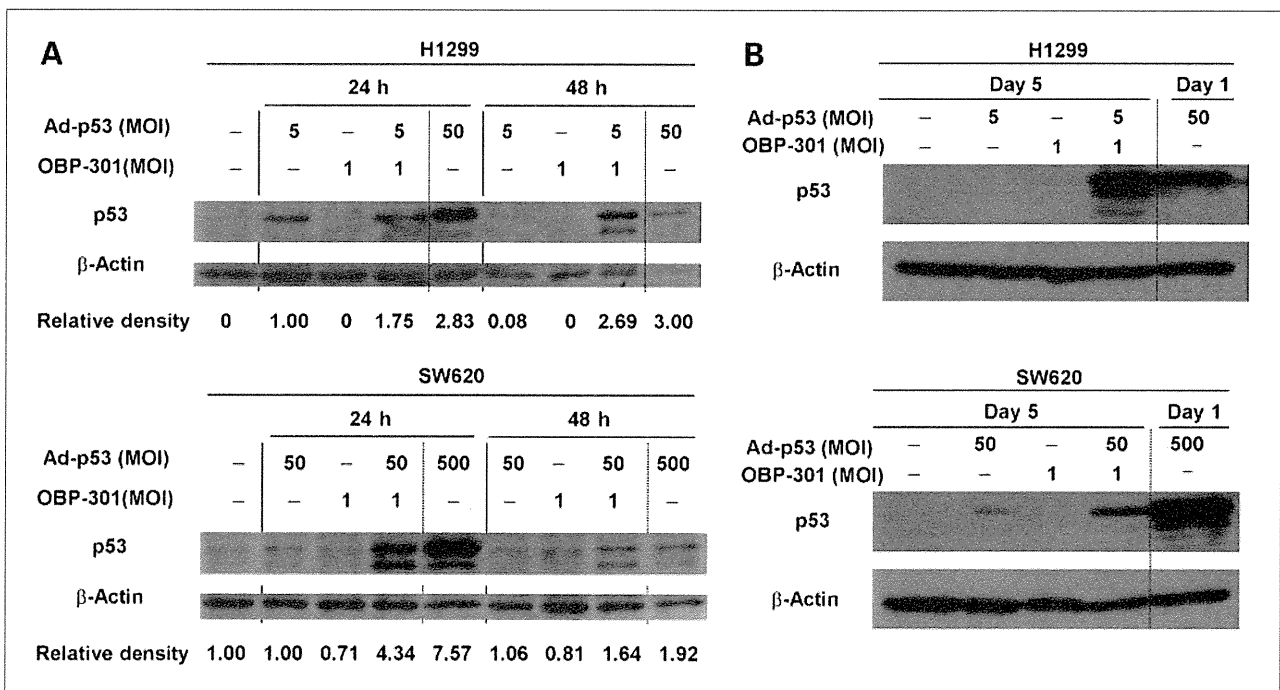 A
H1299
24 h
48 h
Ad-p53 (MOI) – 5 – 5 50 5 – 5 50
OBP-301(MOI) – – 1 1 – – 1 1 –
p53
β-Actin
Relative density 0 1.00 0 1.75 2.83 0.08 0 2.69 3.00
SW620
24 h
48 h
Ad-p53 (MOI) – 50 – 50 500 50 – 50 500
OBP-301(MOI) – – 1 1 – – 1 1 –
p53
β-Actin
Relative density 1.00 1.00 0.71 4.34 7.57 1.06 0.81 1.64 1.92
B
H1299
Day 5
Day 1
Ad-p53 (MOI) – 5 – 5 50
OBP-301 (MOI) – – 1 1 –
p53
β-Actin
SW620
Day 5
Day 1
Ad-p53 (MOI) – 50 – 50 500
OBP-301 (MOI) – – 1 1 –
p53
β-Actin